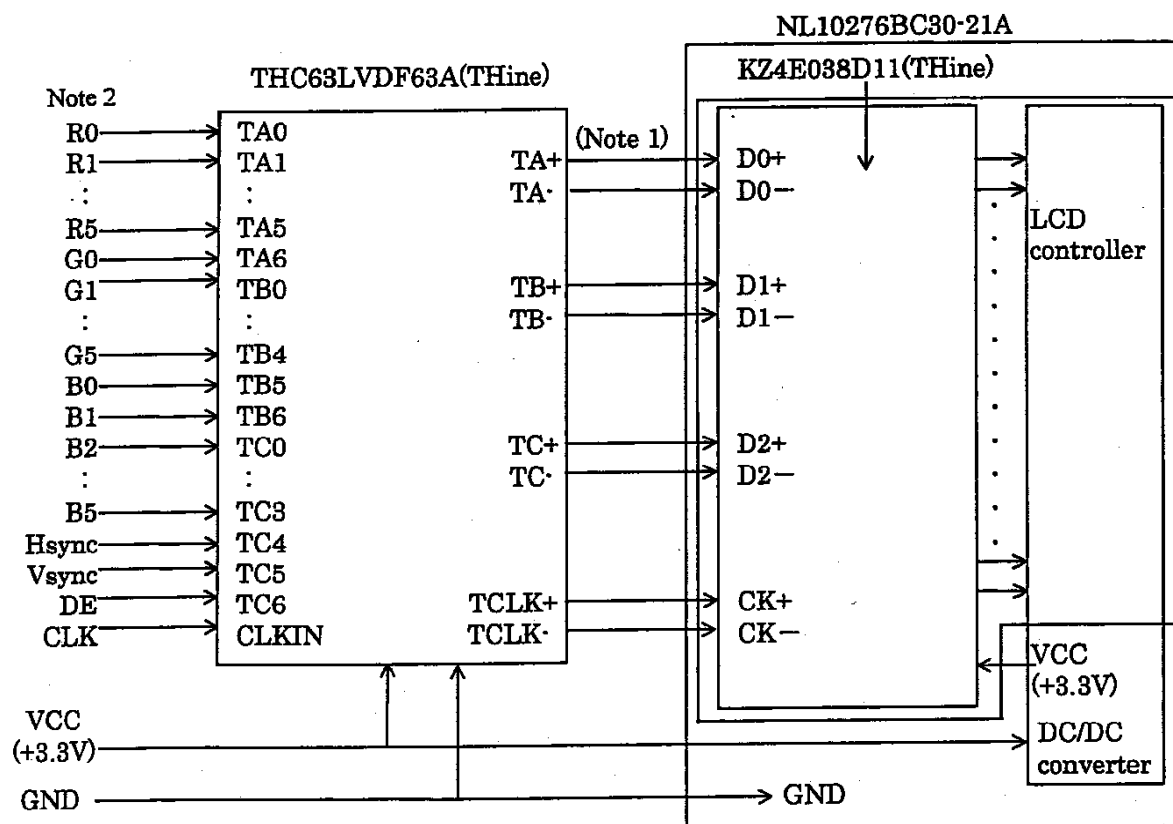 NL10276BC30-21A
THC63LVDF63A(THine)
KZ4E038D11(THine)
Note 2
R0 TA0
R1 TA1
: :
R5 TA5
G0 TA6
G1 TB0
: :
G5 TB4
B0 TB5
B1 TB6
B2 TC0
: :
B5 TC3
Hsync TC4
Vsync TC5
DE TC6
CLK CLKIN
(Note 1)
TA+ D0+
TA- D0−
TB+ D1+
TB- D1−
TC+ D2+
TC- D2−
TCLK+ CK+
TCLK- CK−
LCD
controller
VCC
(+3.3V)
VCC
(+3.3V)
DC/DC
converter
GND GND